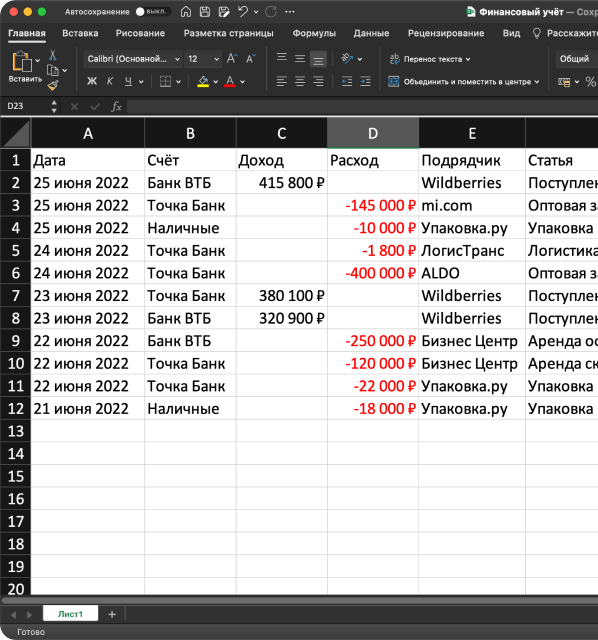 Автосохранение ВЫКЛ. Финансовый учёт — Сохр
Главная Вставка Рисование Разметка страницы Формулы Данные Рецензирование Вид Расскажите
Вставить Calibri (Основной... 12 Перенос текста Общий
Ж К Ч Объединить и поместить в центре %
D23 fx
A B C D E
1 Дата Счёт Доход Расход Подрядчик Статья
2 25 июня 2022 Банк ВТБ 415 800 ₽ Wildberries Поступлен
3 25 июня 2022 Точка Банк -145 000 ₽ mi.com Оптовая за
4 25 июня 2022 Наличные -10 000 ₽ Упаковка.ру Упаковка
5 24 июня 2022 Точка Банк -1 800 ₽ ЛогисТранс Логистика
6 24 июня 2022 Точка Банк -400 000 ₽ ALDO Оптовая за
7 23 июня 2022 Точка Банк 380 100 ₽ Wildberries Поступлен
8 23 июня 2022 Банк ВТБ 320 900 ₽ Wildberries Поступлен
9 22 июня 2022 Банк ВТБ -250 000 ₽ Бизнес Центр Аренда оф
10 22 июня 2022 Точка Банк -120 000 ₽ Бизнес Центр Аренда ск
11 22 июня 2022 Точка Банк -22 000 ₽ Упаковка.ру Упаковка
12 21 июня 2022 Наличные -18 000 ₽ Упаковка.ру Упаковка
13
14
15
16
17
18
19
20
Лист1 +
Готово